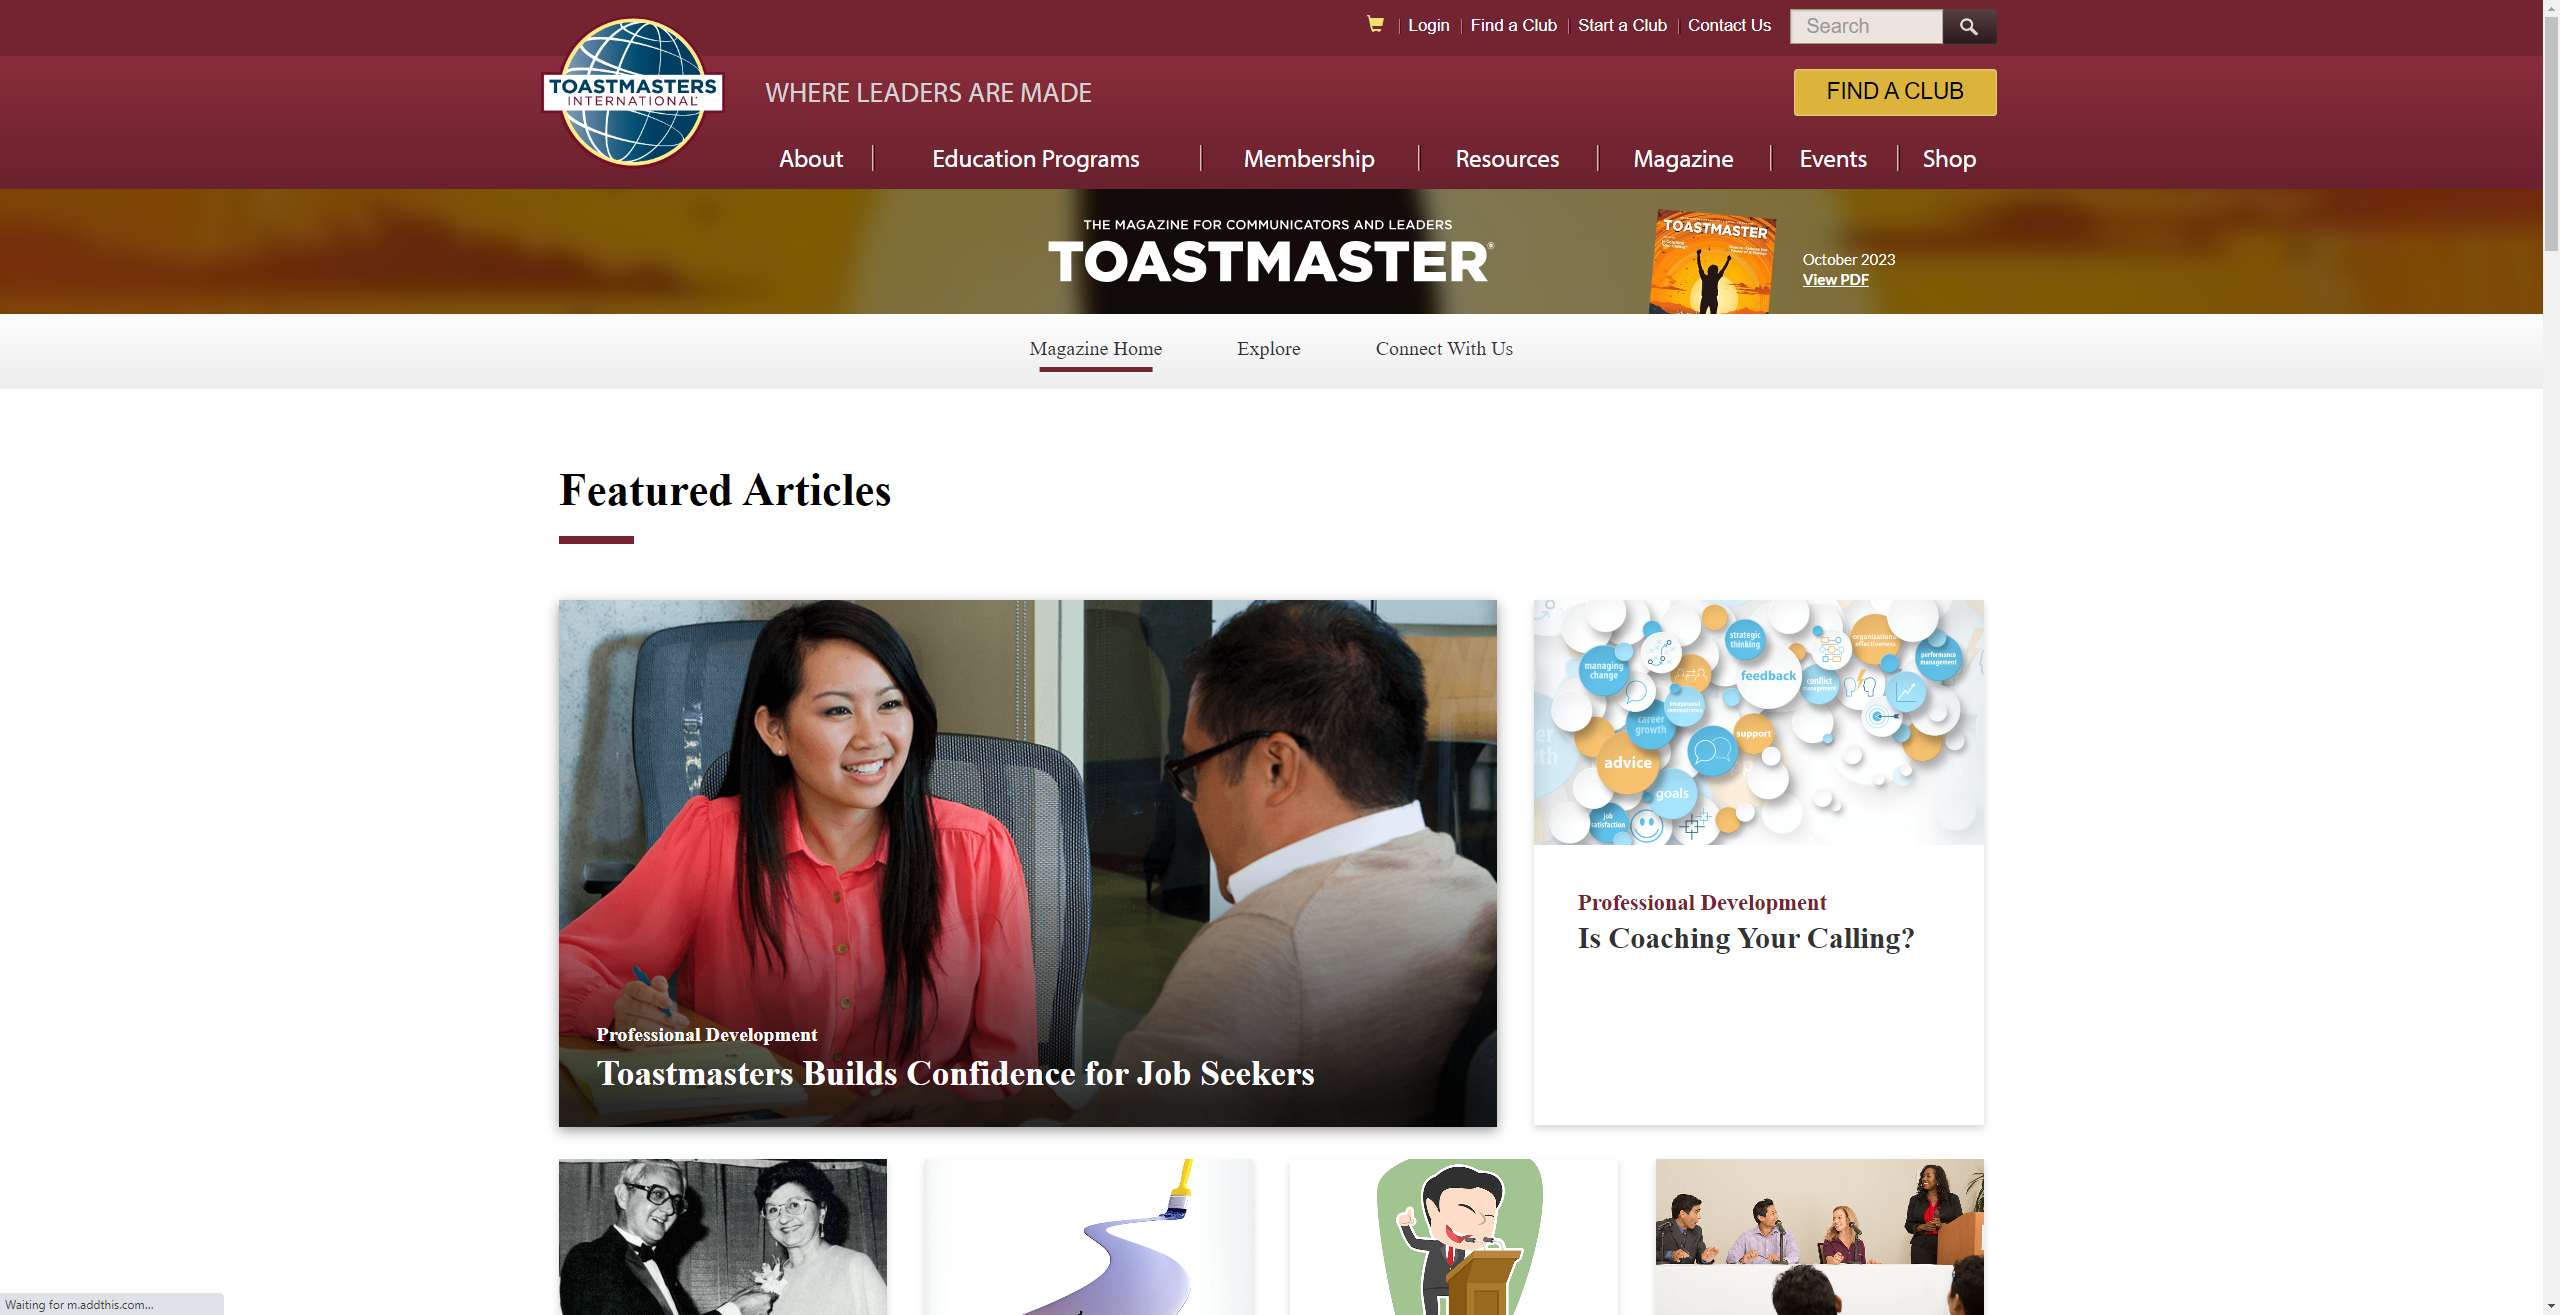 Login
Find a Club
Start a Club
Contact Us
Search
TOASTMASTERS
INTERNATIONAL
WHERE LEADERS ARE MADE
FIND A CLUB
About
Education Programs
Membership
Resources
Magazine
Events
Shop
THE MAGAZINE FOR COMMUNICATORS AND LEADERS
TOASTMASTER®
TOASTMASTER
October 2023
View PDF
Magazine Home
Explore
Connect With Us
Featured Articles
Professional Development
Toastmasters Builds Confidence for Job Seekers
strategic
thinking
organizational
effectiveness
managing
change
performance
management
feedback
conflict
management
interpersonal
communication
career
growth
support
advice
goals
job
satisfaction
Professional Development
Is Coaching Your Calling?
Waiting for m.addthis.com...